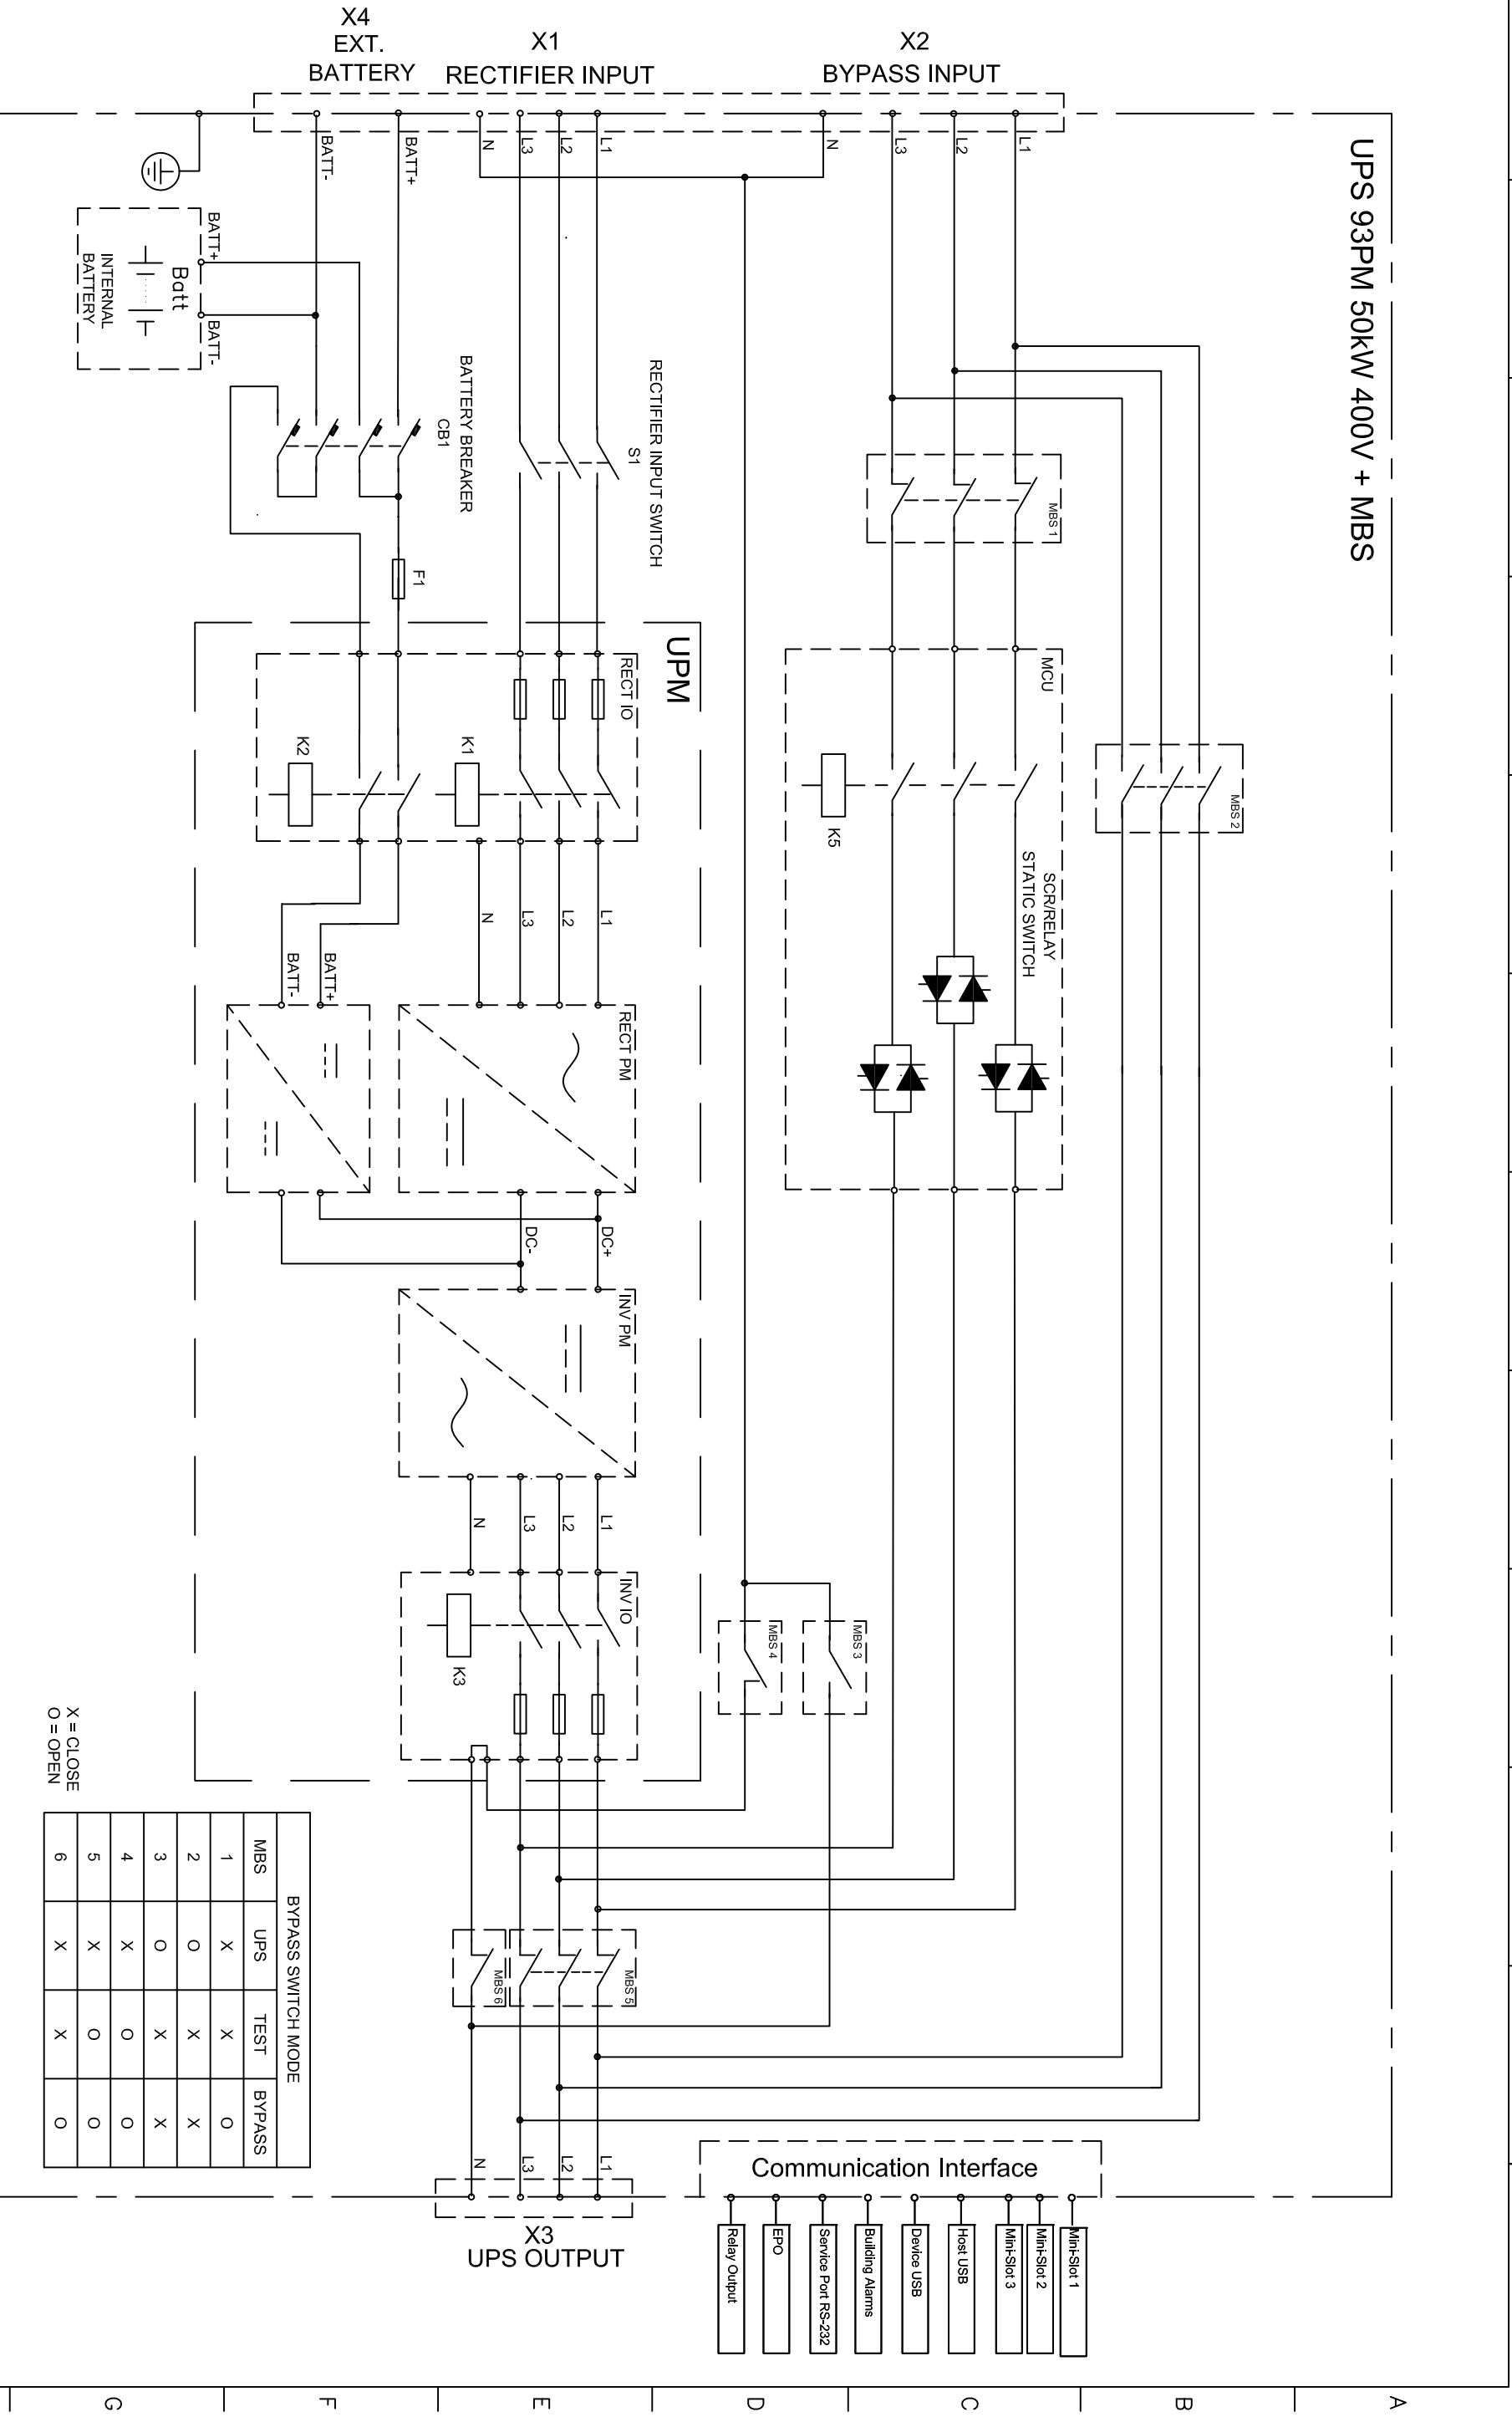 UPS 93PM 50kW 400V + MBS
X4
EXT.
BATTERY
X1
RECTIFIER INPUT
X2
BYPASS INPUT
BATT-
BATT+
N
L3
L2
L1
N
L3
L2
L1
BATT+
BATT-
Batt
INTERNAL
BATTERY
BATTERY BREAKER
CB1
RECTIFIER INPUT SWITCH
S1
MBS 1
F1
UPM
RECT IO
K2
K1
MCU
K5
SCR/RELAY
STATIC SWITCH
MBS 2
N
L3
L2
L1
BATT-
BATT+
RECT PM
DC-
DC+
INV PM
N
L3
L2
L1
INV IO
K3
MBS 4
MBS 3
X = CLOSE
O = OPEN
BYPASS SWITCH MODE
MBS UPS TEST BYPASS
1 X X O
2 O X X
3 O X X
4 X O O
5 X O O
6 X X O
MBS 6
MBS 5
N
L3
L2
L1
X3
UPS OUTPUT
Communication Interface
Relay Output
EPO
Service Port RS-232
Building Alarms
Device USB
Host USB
Mini-Slot 3
Mini-Slot 2
Mini-Slot 1
G
F
E
D
C
B
A